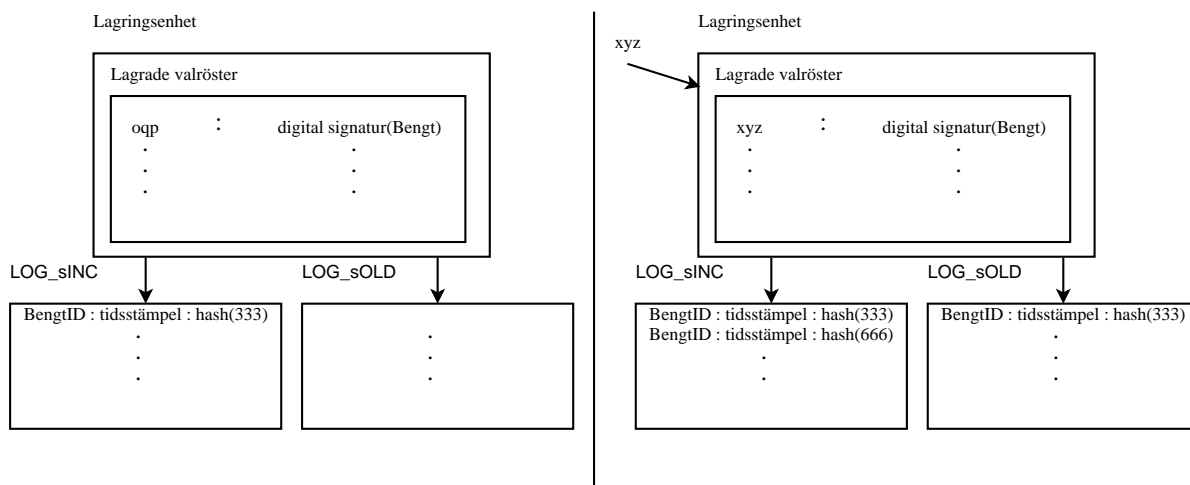 Lagringsenhet
Lagrade valröster
oqp : digital signatur(Bengt)
LOG_sINC
LOG_sOLD
BengtID : tidsstämpel : hash(333)
Lagringsenhet
xyz
Lagrade valröster
xyz : digital signatur(Bengt)
LOG_sINC
LOG_sOLD
BengtID : tidsstämpel : hash(333)
BengtID : tidsstämpel : hash(666)
BengtID : tidsstämpel : hash(333)